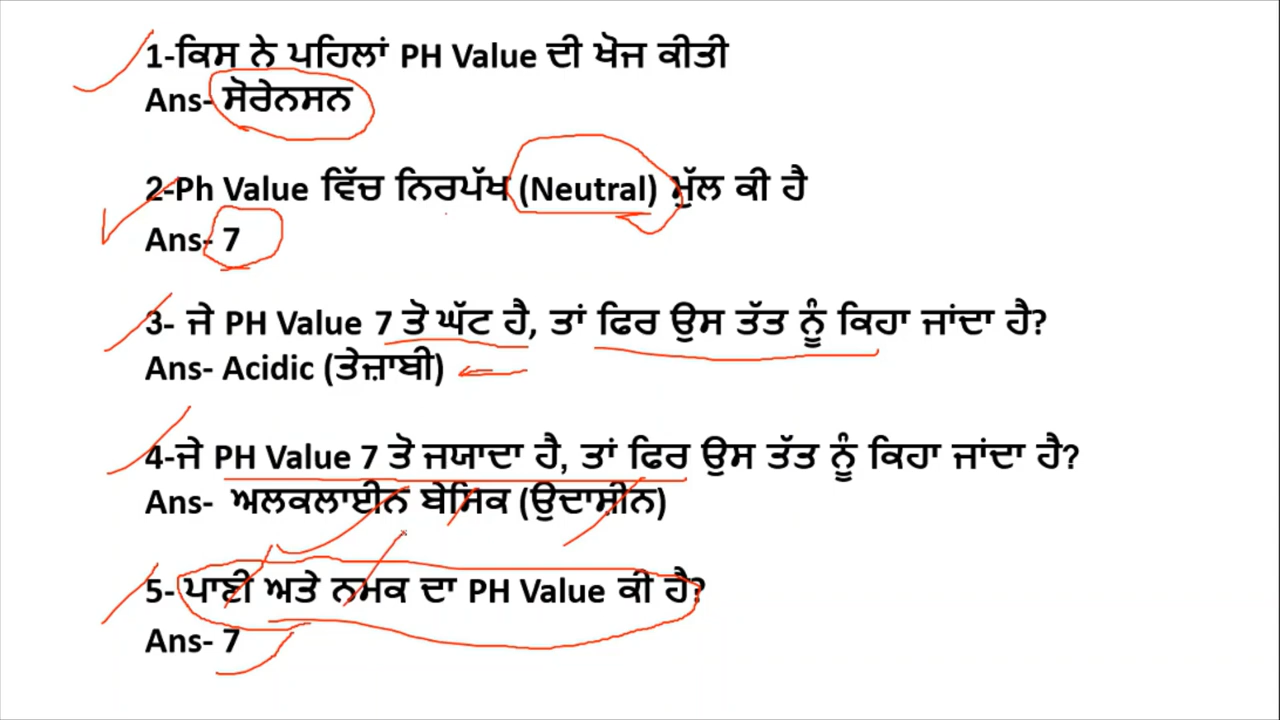 1-ਕਿਸ ਨੇ ਪਹਿਲਾਂ PH Value ਦੀ ਖੋਜ ਕੀਤੀ
Ans- ਸੋਰੇਨਸਨ
2-Ph Value ਵਿੱਚ ਨਿਰਪੱਖ (Neutral) ਮੁੱਲ ਕੀ ਹੈ
Ans- 7
3- ਜੇ PH Value 7 ਤੋ ਘੱਟ ਹੈ, ਤਾਂ ਫਿਰ ਉਸ ਤੱਤ ਨੂੰ ਕਿਹਾ ਜਾਂਦਾ ਹੈ?
Ans- Acidic (ਤੇਜ਼ਾਬੀ)
4-ਜੇ PH Value 7 ਤੋ ਜਯਾਦਾ ਹੈ, ਤਾਂ ਫਿਰ ਉਸ ਤੱਤ ਨੂੰ ਕਿਹਾ ਜਾਂਦਾ ਹੈ?
Ans- ਅਲਕਲਾਈਨ ਬੇਸਿਕ (ਉਦਾਸੀਨ)
5- ਪਾਣੀ ਅਤੇ ਨਮਕ ਦਾ PH Value ਕੀ ਹੈ?
Ans- 7